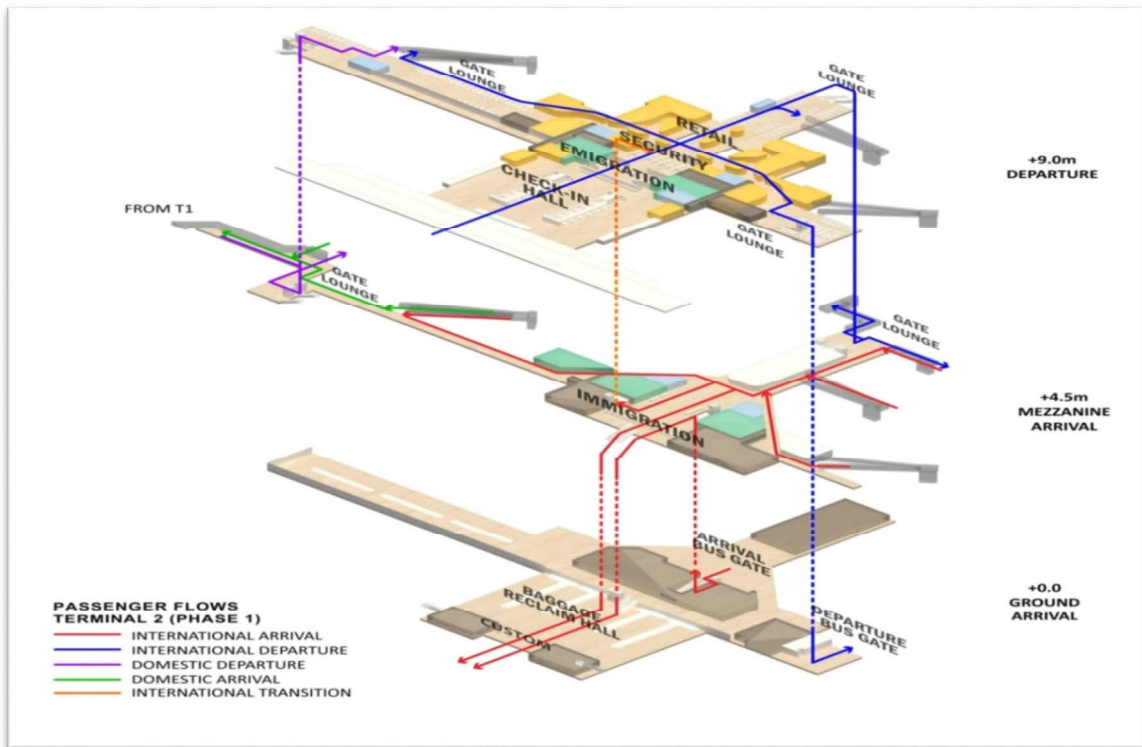 GATE
LOUNGE
GATE
LOUNGE
RETAIL
SECURITY
EMIGRATION
CHECK-IN
HALL
+9.0m
DEPARTURE
FROM T1
GATE
LOUNGE
GATE
LOUNGE
GATE
LOUNGE
IMMIGRATION
+4.5m
MEZZANINE
ARRIVAL
ARRIVAL
BUS GATE
BAGGAGE
RECLAIM HALL
CUSTOM
DEPARTURE
BUS GATE
+0.0
GROUND
ARRIVAL
PASSENGER FLOWS
TERMINAL 2 (PHASE 1)
INTERNATIONAL ARRIVAL
INTERNATIONAL DEPARTURE
DOMESTIC DEPARTURE
DOMESTIC ARRIVAL
INTERNATIONAL TRANSITION